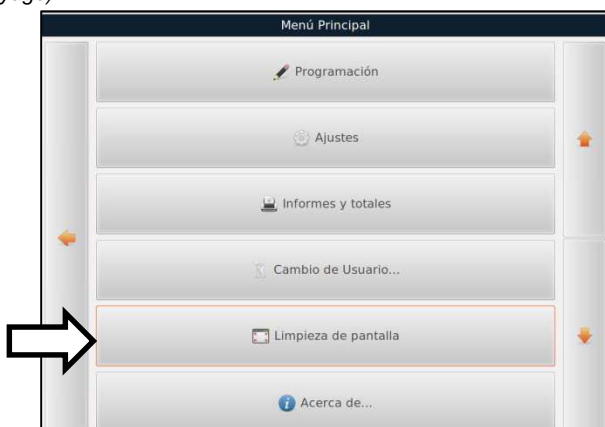 Menú Principal
Programación
Ajustes
Informes y totales
Cambio de Usuario...
Limpieza de pantalla
Acerca de...